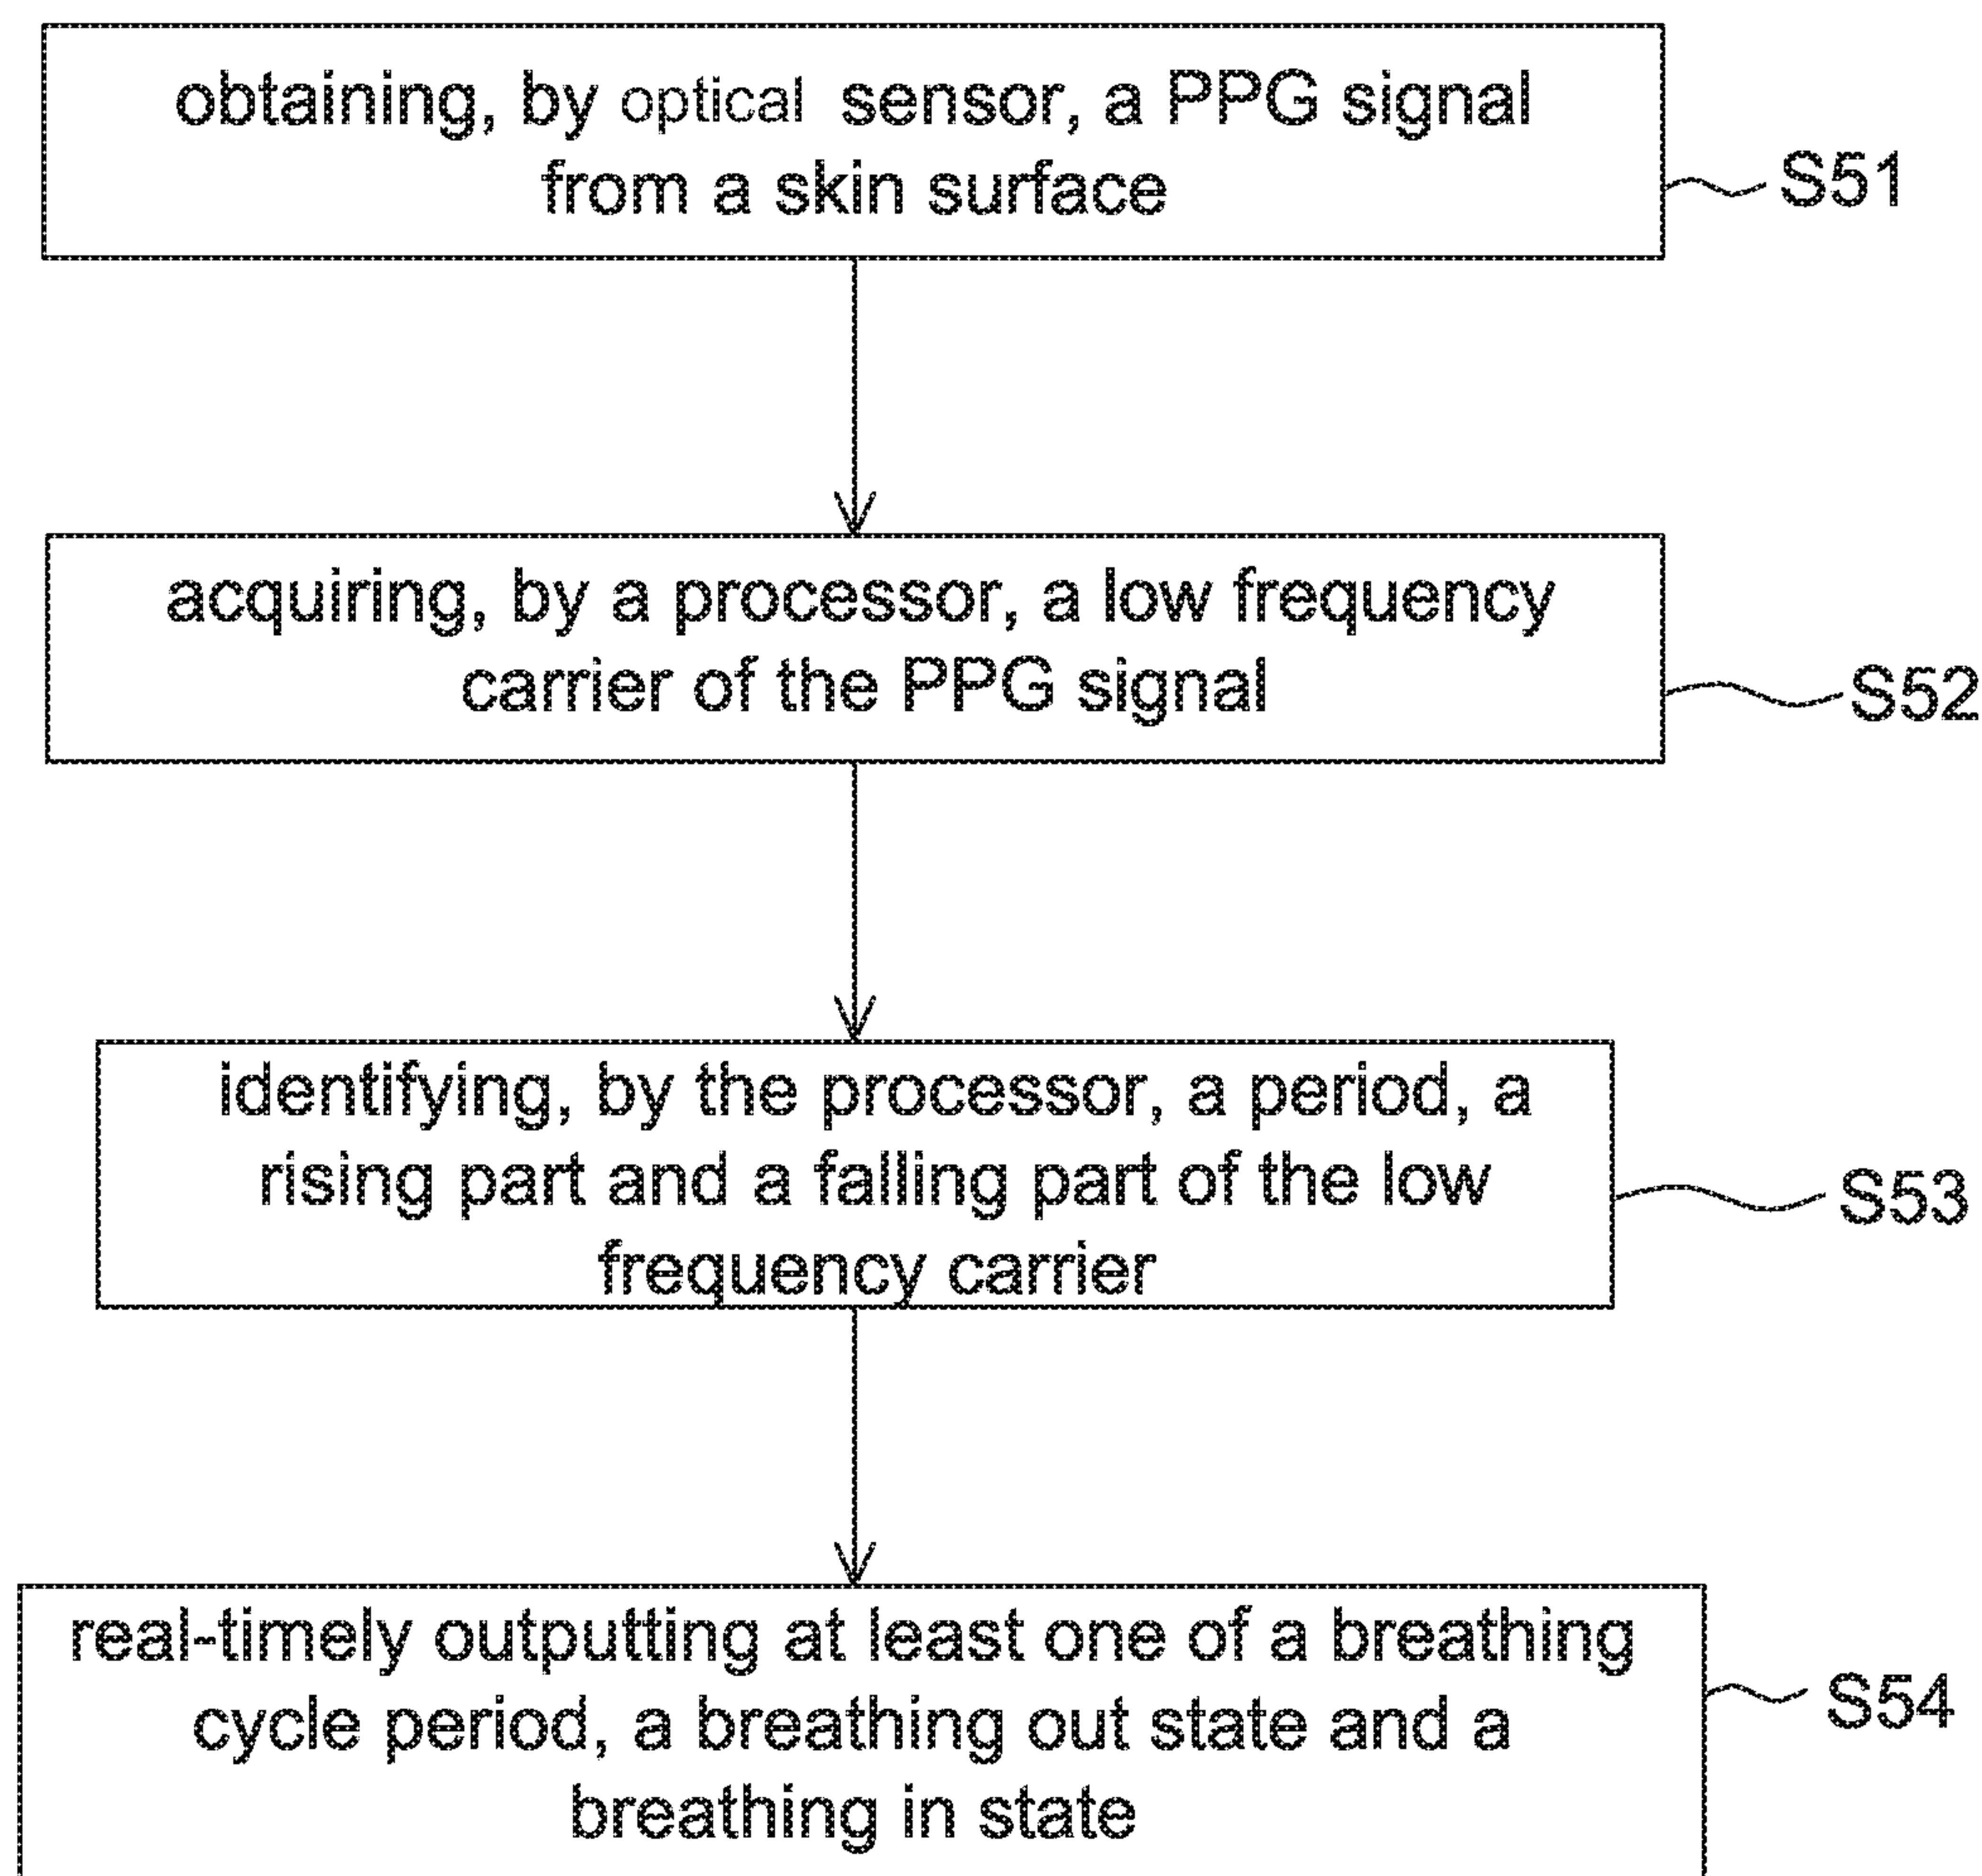 obtaining, by optical sensor, a PPG signal
from a skin surface
S51
acquiring, by a processor, a low frequency
carrier of the PPG signal
S52
identifying, by the processor, a period, a
rising part and a falling part of the low
frequency carrier
S53
real-timely outputting at least one of a breathing
cycle period, a breathing out state and a
breathing in state
S54